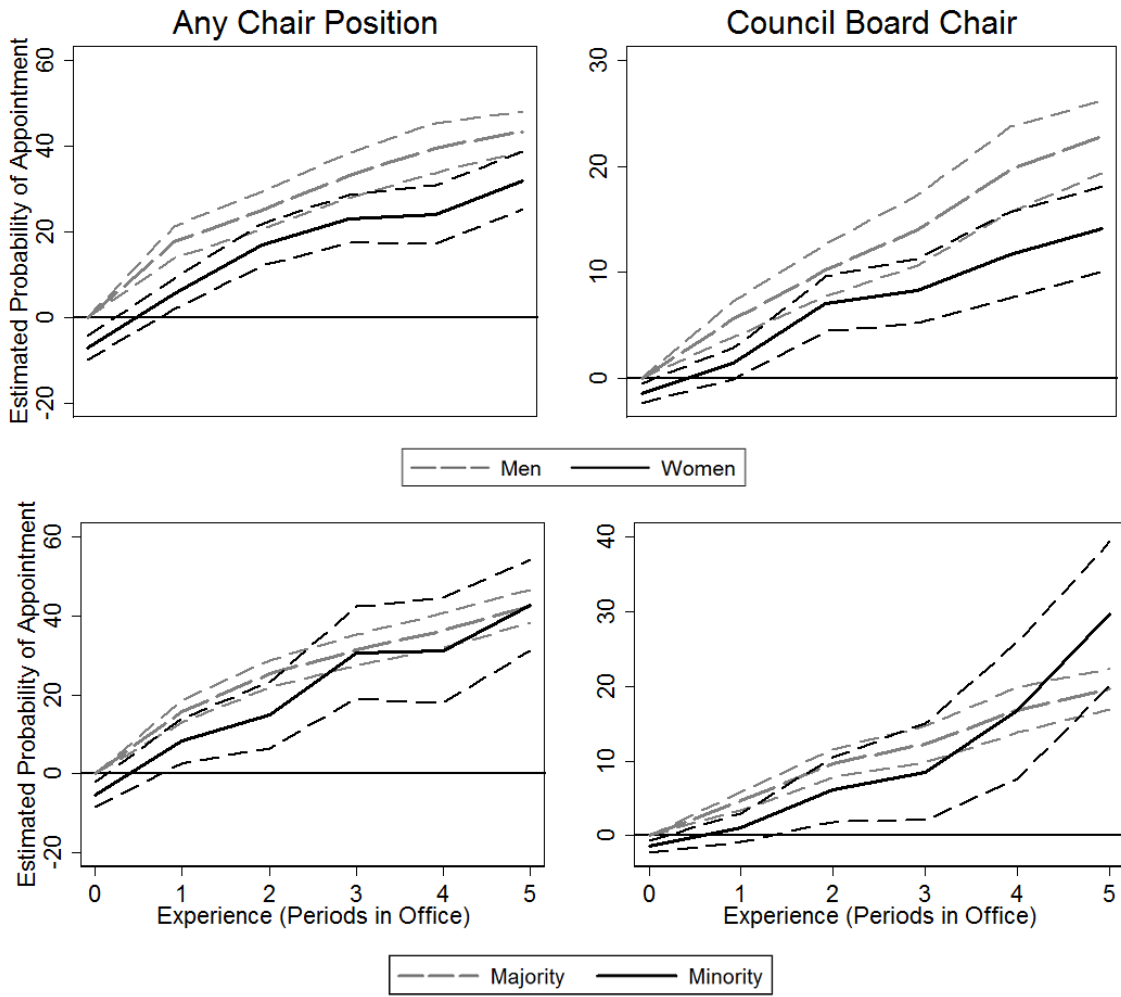 Any Chair Position
Council Board Chair
Estimated Probability of Appointment
60
40
20
0
-20
30
20
10
0
Men
Women
Estimated Probability of Appointment
60
40
20
0
-20
0 1 2 3 4 5
Experience (Periods in Office)
40
30
20
10
0
0 1 2 3 4 5
Experience (Periods in Office)
Majority
Minority